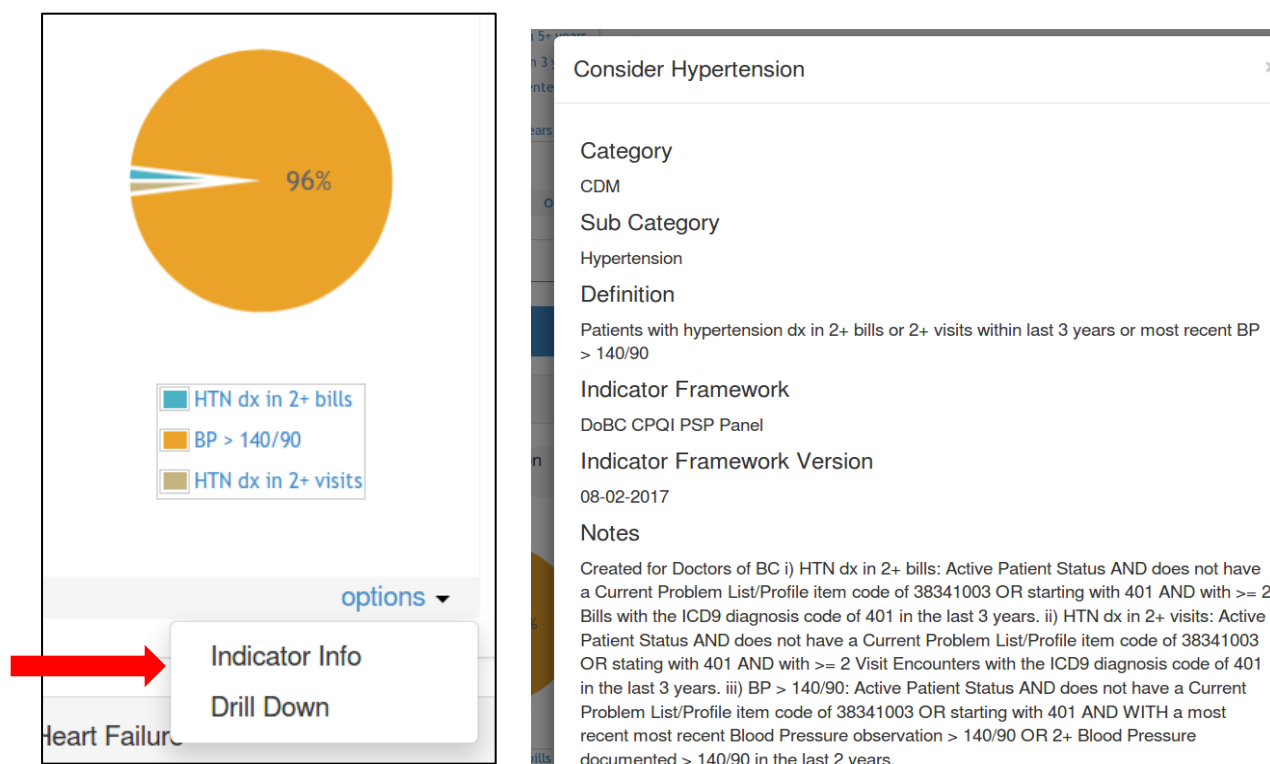 96%
HTN dx in 2+ bills
BP > 140/90
HTN dx in 2+ visits
options
Indicator Info
Drill Down
Heart Failure
Consider Hypertension
Category
CDM
Sub Category
Hypertension
Definition
Patients with hypertension dx in 2+ bills or 2+ visits within last 3 years or most recent BP
> 140/90
Indicator Framework
DoBC CPQI PSP Panel
Indicator Framework Version
08-02-2017
Notes
Created for Doctors of BC i) HTN dx in 2+ bills: Active Patient Status AND does not have
a Current Problem List/Profile item code of 38341003 OR starting with 401 AND with >= 2
Bills with the ICD9 diagnosis code of 401 in the last 3 years. ii) HTN dx in 2+ visits: Active
Patient Status AND does not have a Current Problem List/Profile item code of 38341003
OR stating with 401 AND with >= 2 Visit Encounters with the ICD9 diagnosis code of 401
in the last 3 years. iii) BP > 140/90: Active Patient Status AND does not have a Current
Problem List/Profile item code of 38341003 OR starting with 401 AND WITH a most
recent most recent Blood Pressure observation > 140/90 OR 2+ Blood Pressure
documented > 140/90 in the last 2 years.